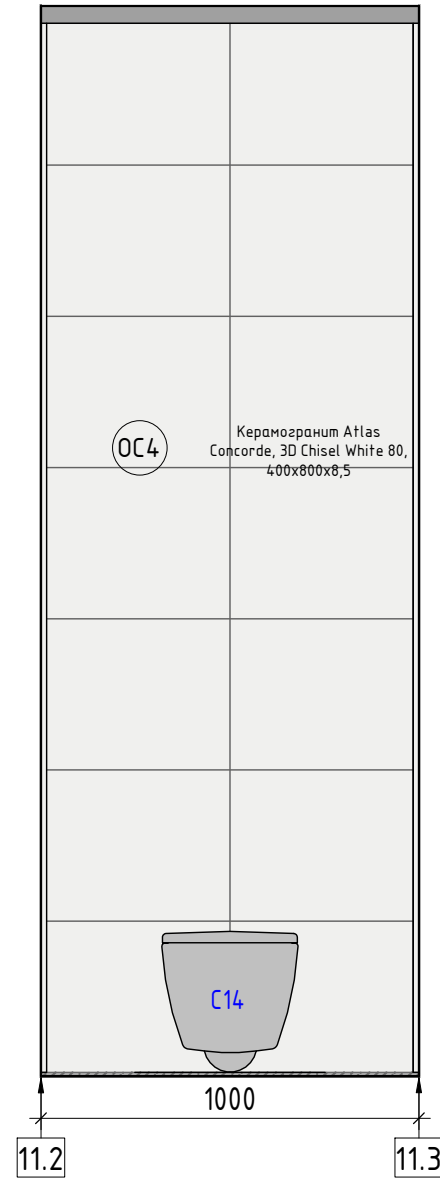 Керамогранит Atlas
Concorde, 3D Chisel White 80,
400х800х8,5
ОС4
С14
1000
11.2
11.3